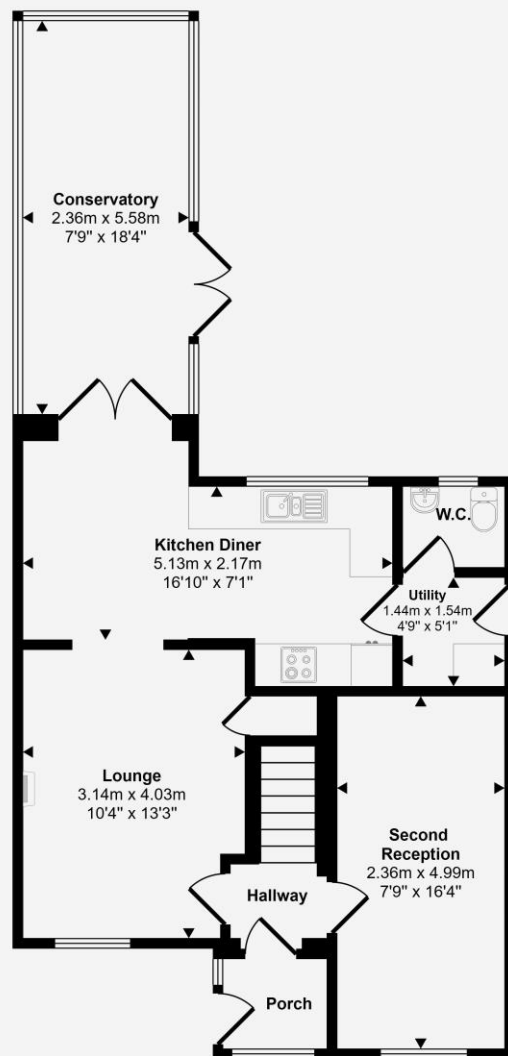 Conservatory
2.36m x 5.58m
7'9" x 18'4"
W.C.
Kitchen Diner
5.13m x 2.17m
16'10" x 7'1"
Utility
1.44m x 1.54m
4'9" x 5'1"
Lounge
3.14m x 4.03m
10'4" x 13'3"
Second
Reception
2.36m x 4.99m
7'9" x 16'4"
Hallway
Porch